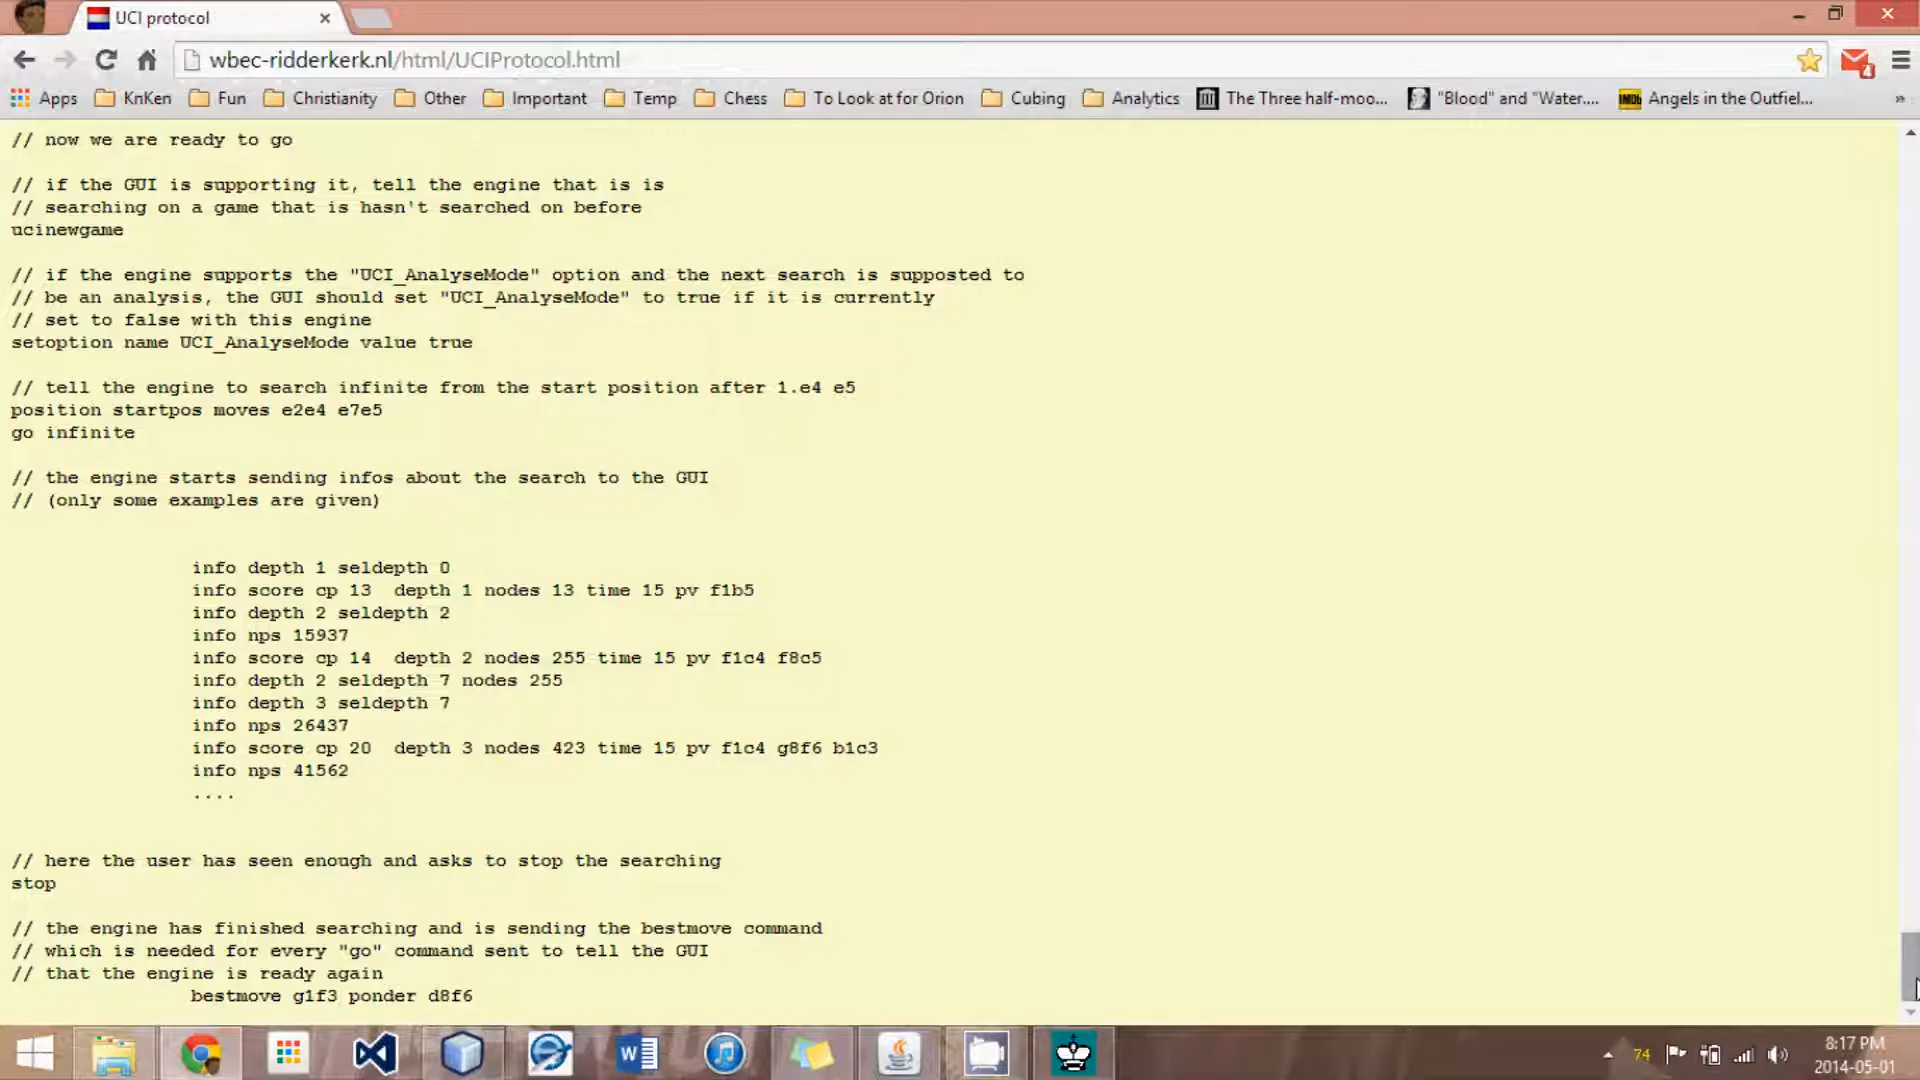 UCI protocol
wbec-ridderkerk.nl/html/UCIProtocol.html
4
Apps KnKen Fun Christianity Other Important Temp Chess To Look at for Orion Cubing Analytics The Three half-moo... "Blood" and "Water.... IMDb Angels in the Outfiel... »
// now we are ready to go
// if the GUI is supporting it, tell the engine that is is
// searching on a game that is hasn't searched on before
ucinewgame
// if the engine supports the "UCI_AnalyseMode" option and the next search is supposted to
// be an analysis, the GUI should set "UCI_AnalyseMode" to true if it is currently
// set to false with this engine
setoption name UCI_AnalyseMode value true
// tell the engine to search infinite from the start position after 1.e4 e5
position startpos moves e2e4 e7e5
go infinite
// the engine starts sending infos about the search to the GUI
// (only some examples are given)
info depth 1 seldepth 0
info score cp 13  depth 1 nodes 13 time 15 pv f1b5
info depth 2 seldepth 2
info nps 15937
info score cp 14  depth 2 nodes 255 time 15 pv f1c4 f8c5
info depth 2 seldepth 7 nodes 255
info depth 3 seldepth 7
info nps 26437
info score cp 20  depth 3 nodes 423 time 15 pv f1c4 g8f6 b1c3
info nps 41562
....
// here the user has seen enough and asks to stop the searching
stop
// the engine has finished searching and is sending the bestmove command
// which is needed for every "go" command sent to tell the GUI
// that the engine is ready again
bestmove g1f3 ponder d8f6
74
8:17 PM
2014-05-01